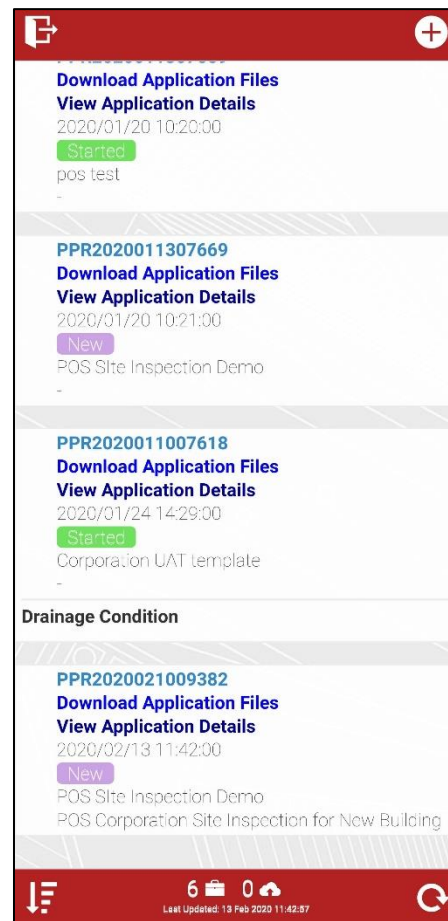 Download Application Files
View Application Details
2020/01/20 10:20:00
Started
pos test
-
PPR2020011307669
Download Application Files
View Application Details
2020/01/20 10:21:00
New
POS SIte Inspection Demo
-
PPR2020011007618
Download Application Files
View Application Details
2020/01/24 14:29:00
Started
Corporation UAT template
-
Drainage Condition
PPR2020021009382
Download Application Files
View Application Details
2020/02/13 11:42:00
New
POS SIte Inspection Demo
POS Corporation Site Inspection for New Building
6 0
Last Updated: 13 Feb 2020 11:42:57